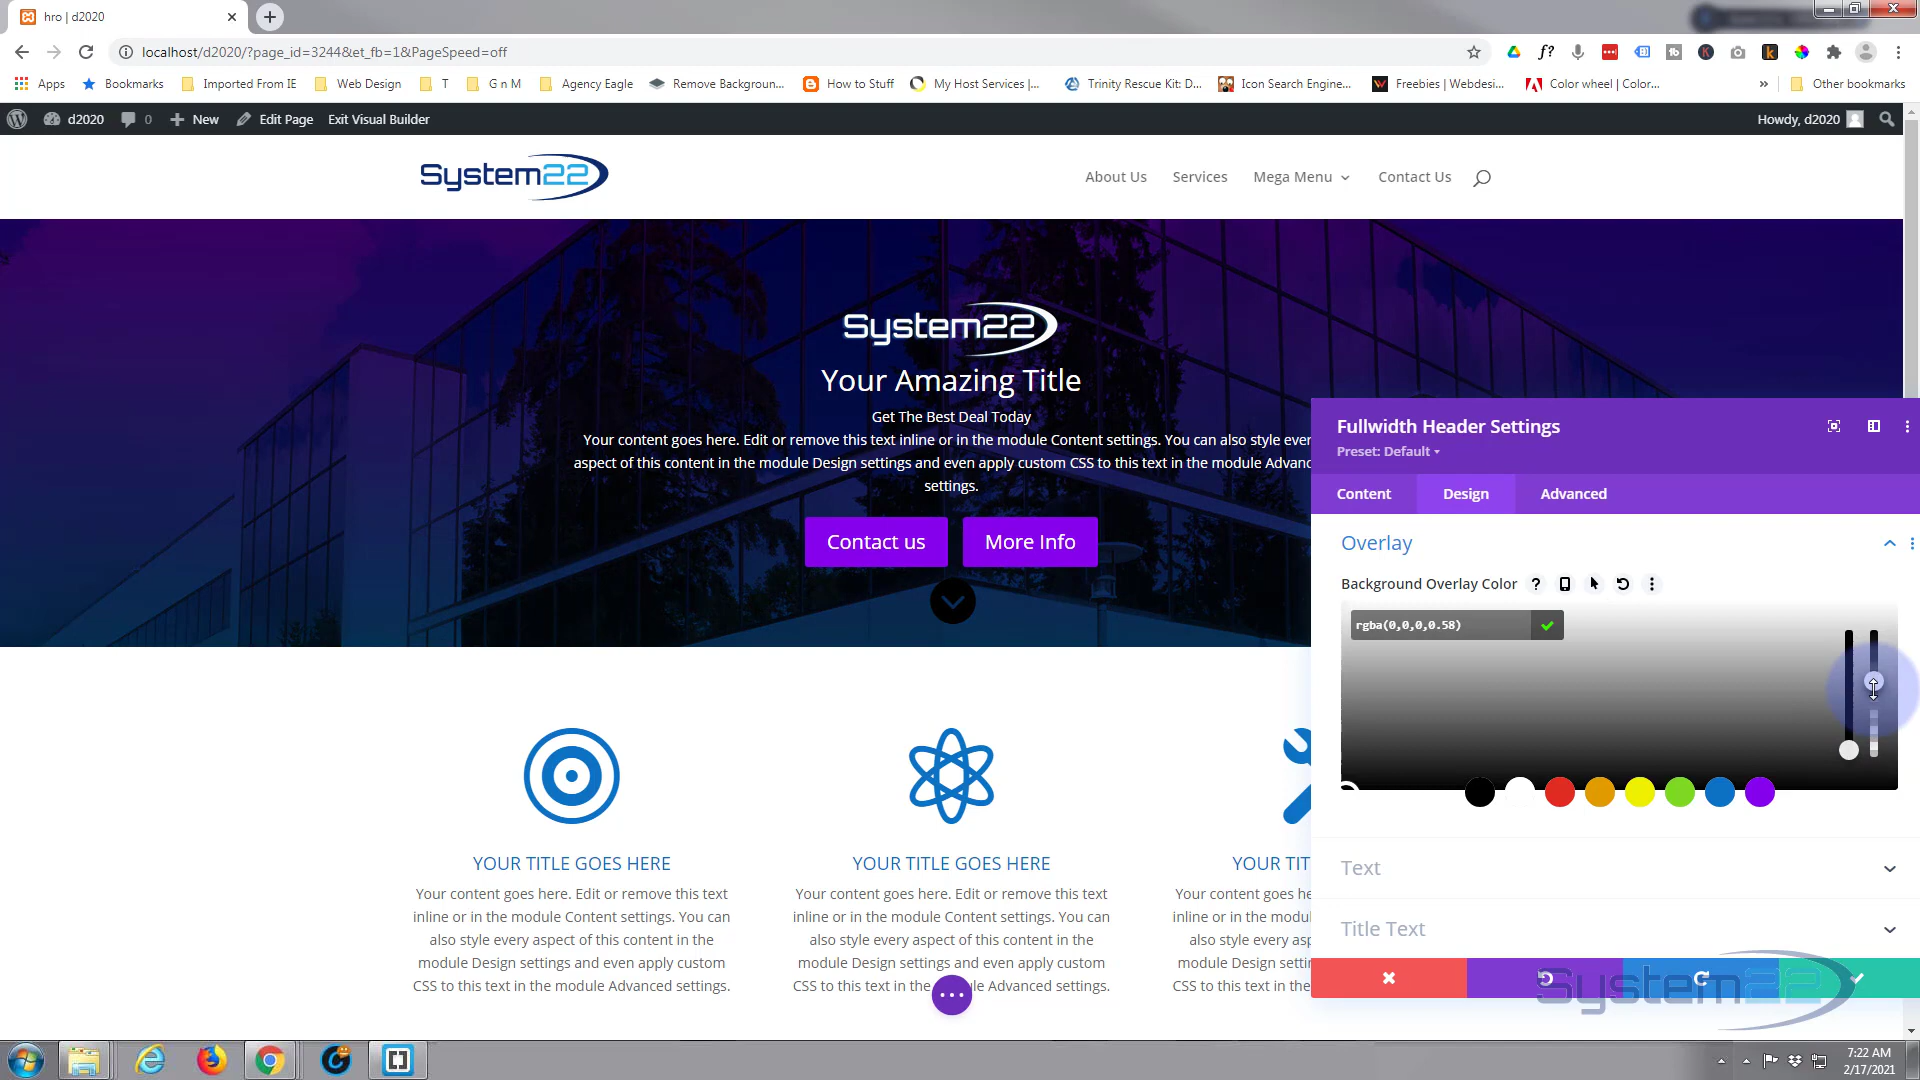 hro | d2020
localhost/d2020/?page_id=3244&et_fb=1&PageSpeed=off
Apps Bookmarks Imported From IE Web Design T G n M Agency Eagle Remove Backgroun... How to Stuff My Host Services |... Trinity Rescue Kit: D... Icon Search Engine... Freebies | Webdesi... Color wheel | Color... » Other bookmarks
d2020 0 New Edit Page Exit Visual Builder Howdy, d2020
System22
About Us Services Mega Menu Contact Us
System22
Your Amazing Title
Get The Best Deal Today
Your content goes here. Edit or remove this text inline or in the module Content settings. You can also style ever
aspect of this content in the module Design settings and even apply custom CSS to this text in the module Advanc
settings.
Contact us More Info
Fullwidth Header Settings
Preset: Default
Content Design Advanced
Overlay
Background Overlay Color
rgba(0,0,0,0.58)
Text
Title Text
YOUR TITLE GOES HERE
Your content goes here. Edit or remove this text
inline or in the module Content settings. You can
also style every aspect of this content in the
module Design settings and even apply custom
CSS to this text in the module Advanced settings.
YOUR TITLE GOES HERE
Your content goes here. Edit or remove this text
inline or in the module Content settings. You can
also style every aspect of this content in the
module Design settings and even apply custom
CSS to this text in the module Advanced settings.
YOUR TIT
Your content goes he
inline or in the modu
also style every asp
module Design se
CSS to this text in the
System22
7:22 AM
2/17/2021